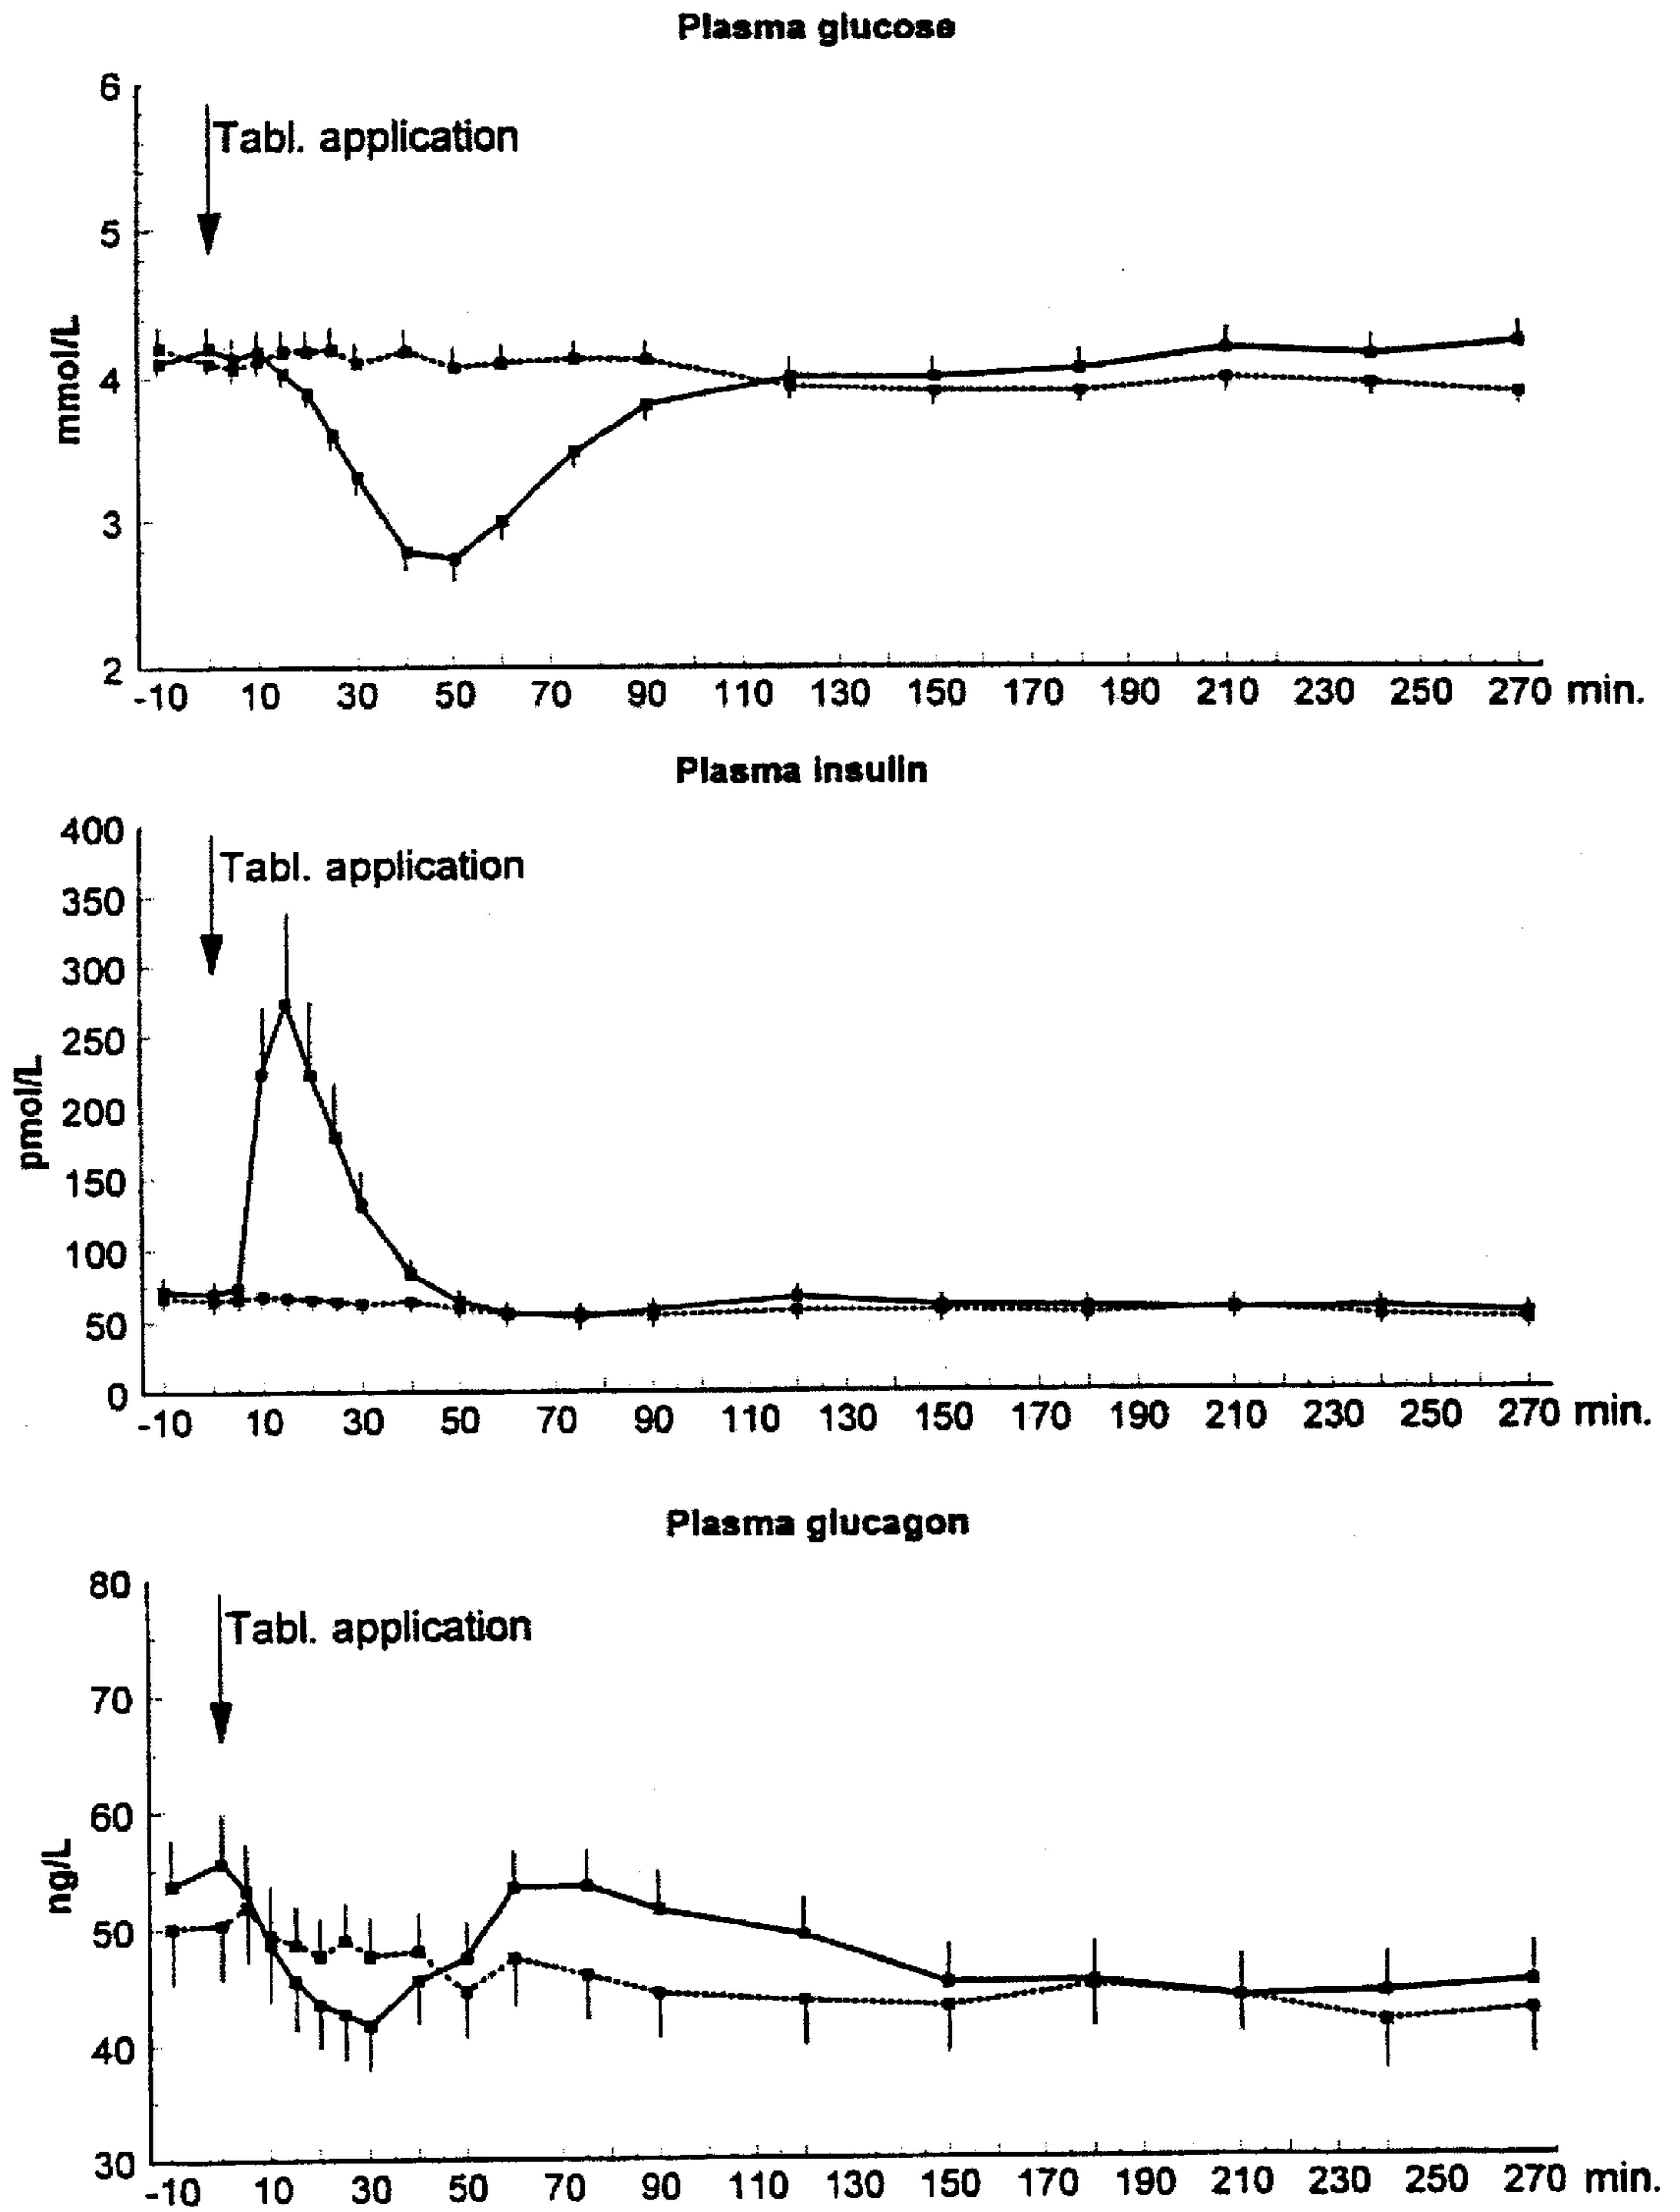 Plasma glucose
6
Tabl. application
5
mmol/L
4
3
2
-10 10 30 50 70 90 110 130 150 170 190 210 230 250 270 min.
Plasma insulin
400
Tabl. application
350
300
250
pmol/L
200
150
100
50
0
-10 10 30 50 70 90 110 130 150 170 190 210 230 250 270 min.
Plasma glucagon
80
Tabl. application
70
60
ng/L
50
40
30
-10 10 30 50 70 90 110 130 150 170 190 210 230 250 270 min.